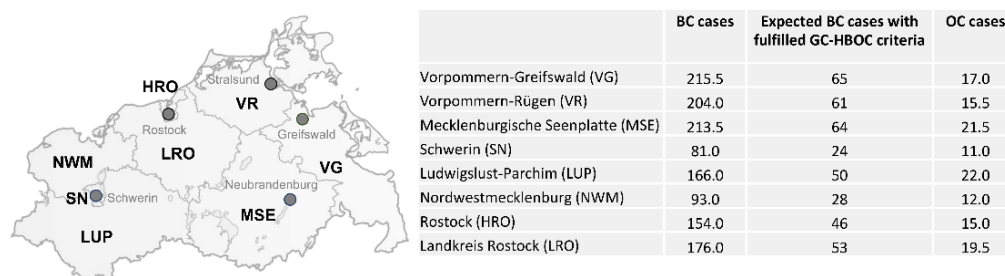 HRO
Stralsund
VR
Rostock
Greifswald
LRO
NWM
VG
Neubrandenburg
SN
Schwerin
MSE
LUP
BC cases Expected BC cases with fulfilled GC-HBOC criteria OC cases
Vorpommern-Greifswald (VG) 215.5 65 17.0
Vorpommern-Rügen (VR) 204.0 61 15.5
Mecklenburgische Seenplatte (MSE) 213.5 64 21.5
Schwerin (SN) 81.0 24 11.0
Ludwigslust-Parchim (LUP) 166.0 50 22.0
Nordwestmecklenburg (NWM) 93.0 28 12.0
Rostock (HRO) 154.0 46 15.0
Landkreis Rostock (LRO) 176.0 53 19.5